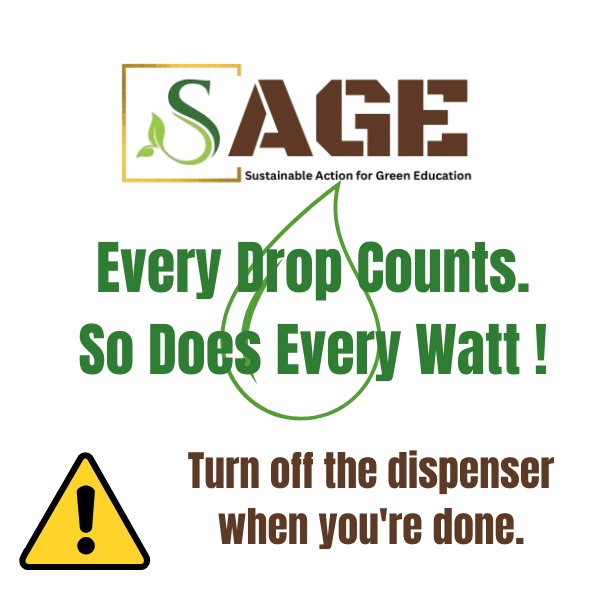 SAGE
Sustainable Action for Green Education
Every Drop Counts.
So Does Every Watt !
!
Turn off the dispenser
when you're done.